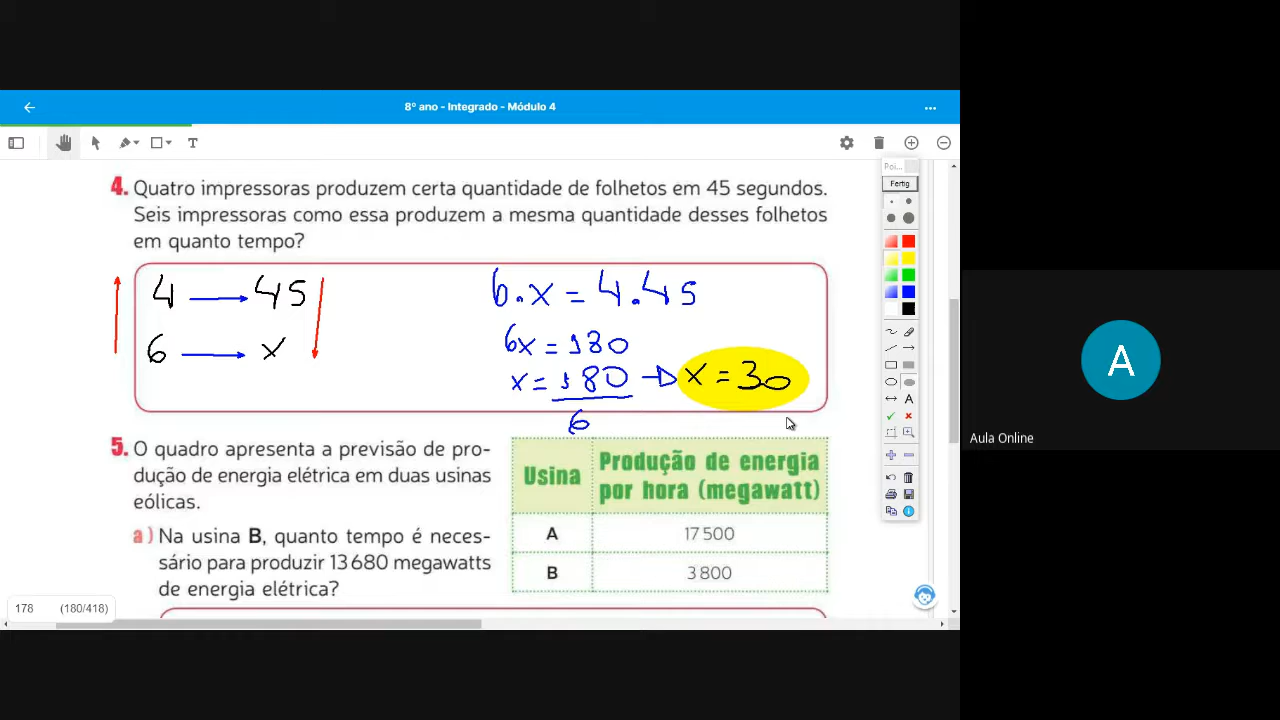 8º ano - Integrado - Módulo 4
T
Poi...
Fertig
4. Quatro impressoras produzem certa quantidade de folhetos em 45 segundos.
Seis impressoras como essa produzem a mesma quantidade desses folhetos
em quanto tempo?
4 → 45
6 → x
6.x = 4.45
6x = 180
x = 180 → x = 30
6
A
5. O quadro apresenta a previsão de pro-
dução de energia elétrica em duas usinas
eólicas.
a) Na usina B, quanto tempo é neces-
sário para produzir 13 680 megawatts
de energia elétrica?
Usina
Produção de energia
por hora (megawatt)
A 17 500
B 3 800
178 (180/418)
A
Aula Online